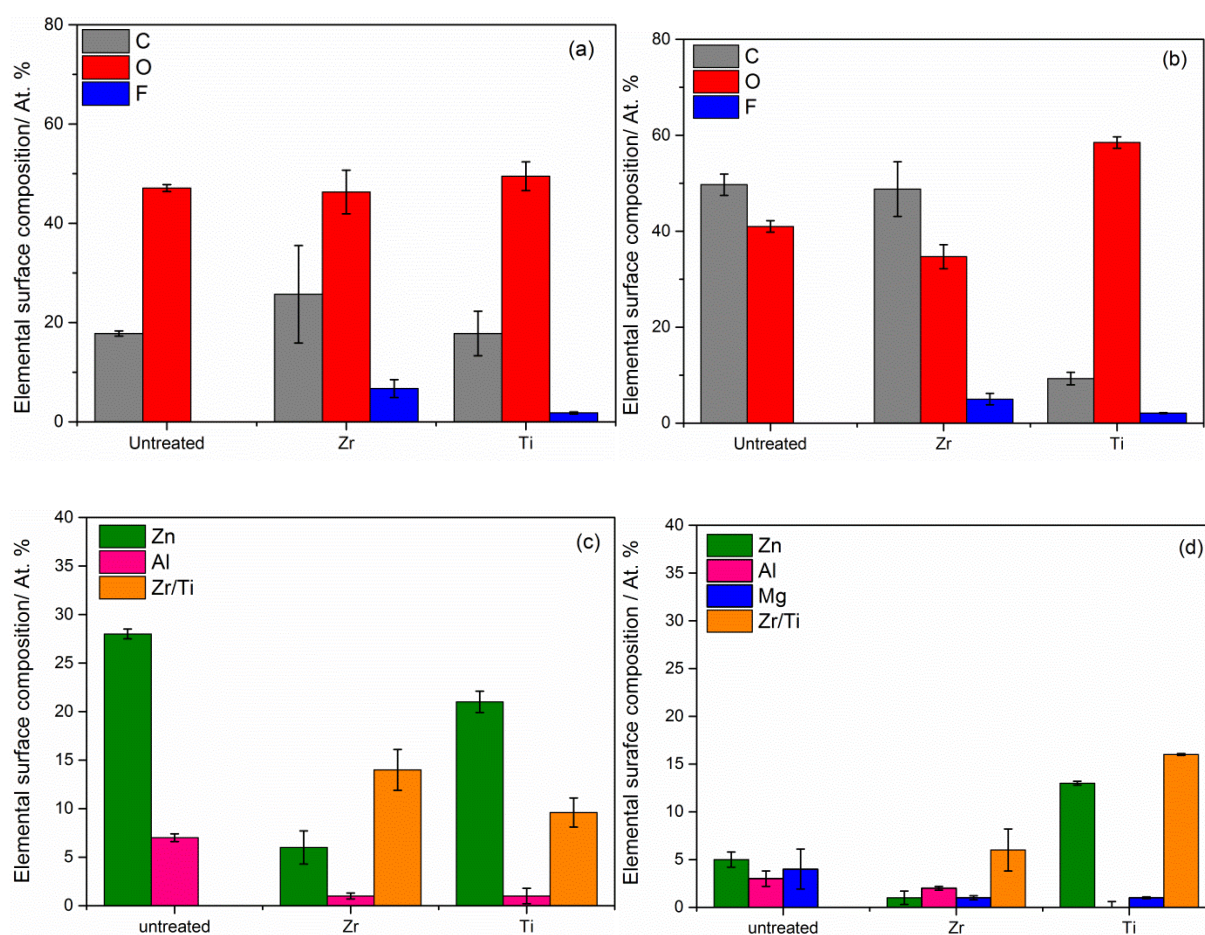 80
60
40
20
0
Elemental surface composition/ At. %
C
O
F
(a)
Untreated
Zr
Ti
80
60
40
20
0
Elemental surface composition/ At. %
C
O
F
(b)
Untreated
Zr
Ti
40
35
30
25
20
15
10
5
0
Elemental surface composition/ At. %
Zn
Al
Zr/Ti
(c)
untreated
Zr
Ti
40
35
30
25
20
15
10
5
0
Elemental surafce composition / At. %
Zn
Al
Mg
Zr/Ti
(d)
untreated
Zr
Ti